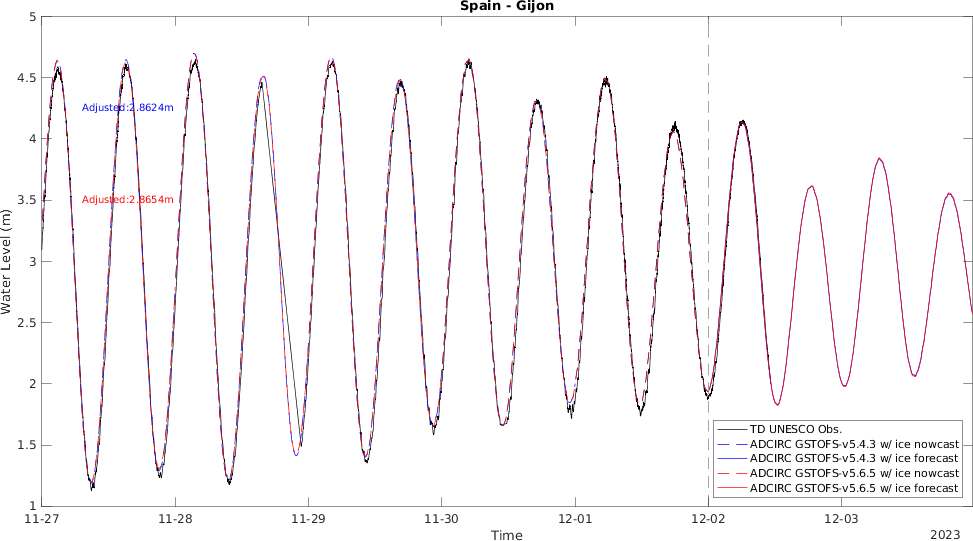 Spain - Gijon
5
4.5
4
3.5
3
2.5
2
1.5
1
Water Level (m)
Adjusted:2.8624m
Adjusted:2.8654m
TD UNESCO Obs.
ADCIRC GSTOFS-v5.4.3 w/ ice nowcast
ADCIRC GSTOFS-v5.4.3 w/ ice forecast
ADCIRC GSTOFS-v5.6.5 w/ ice nowcast
ADCIRC GSTOFS-v5.6.5 w/ ice forecast
11-27 11-28 11-29 11-30 12-01 12-02 12-03
Time
2023